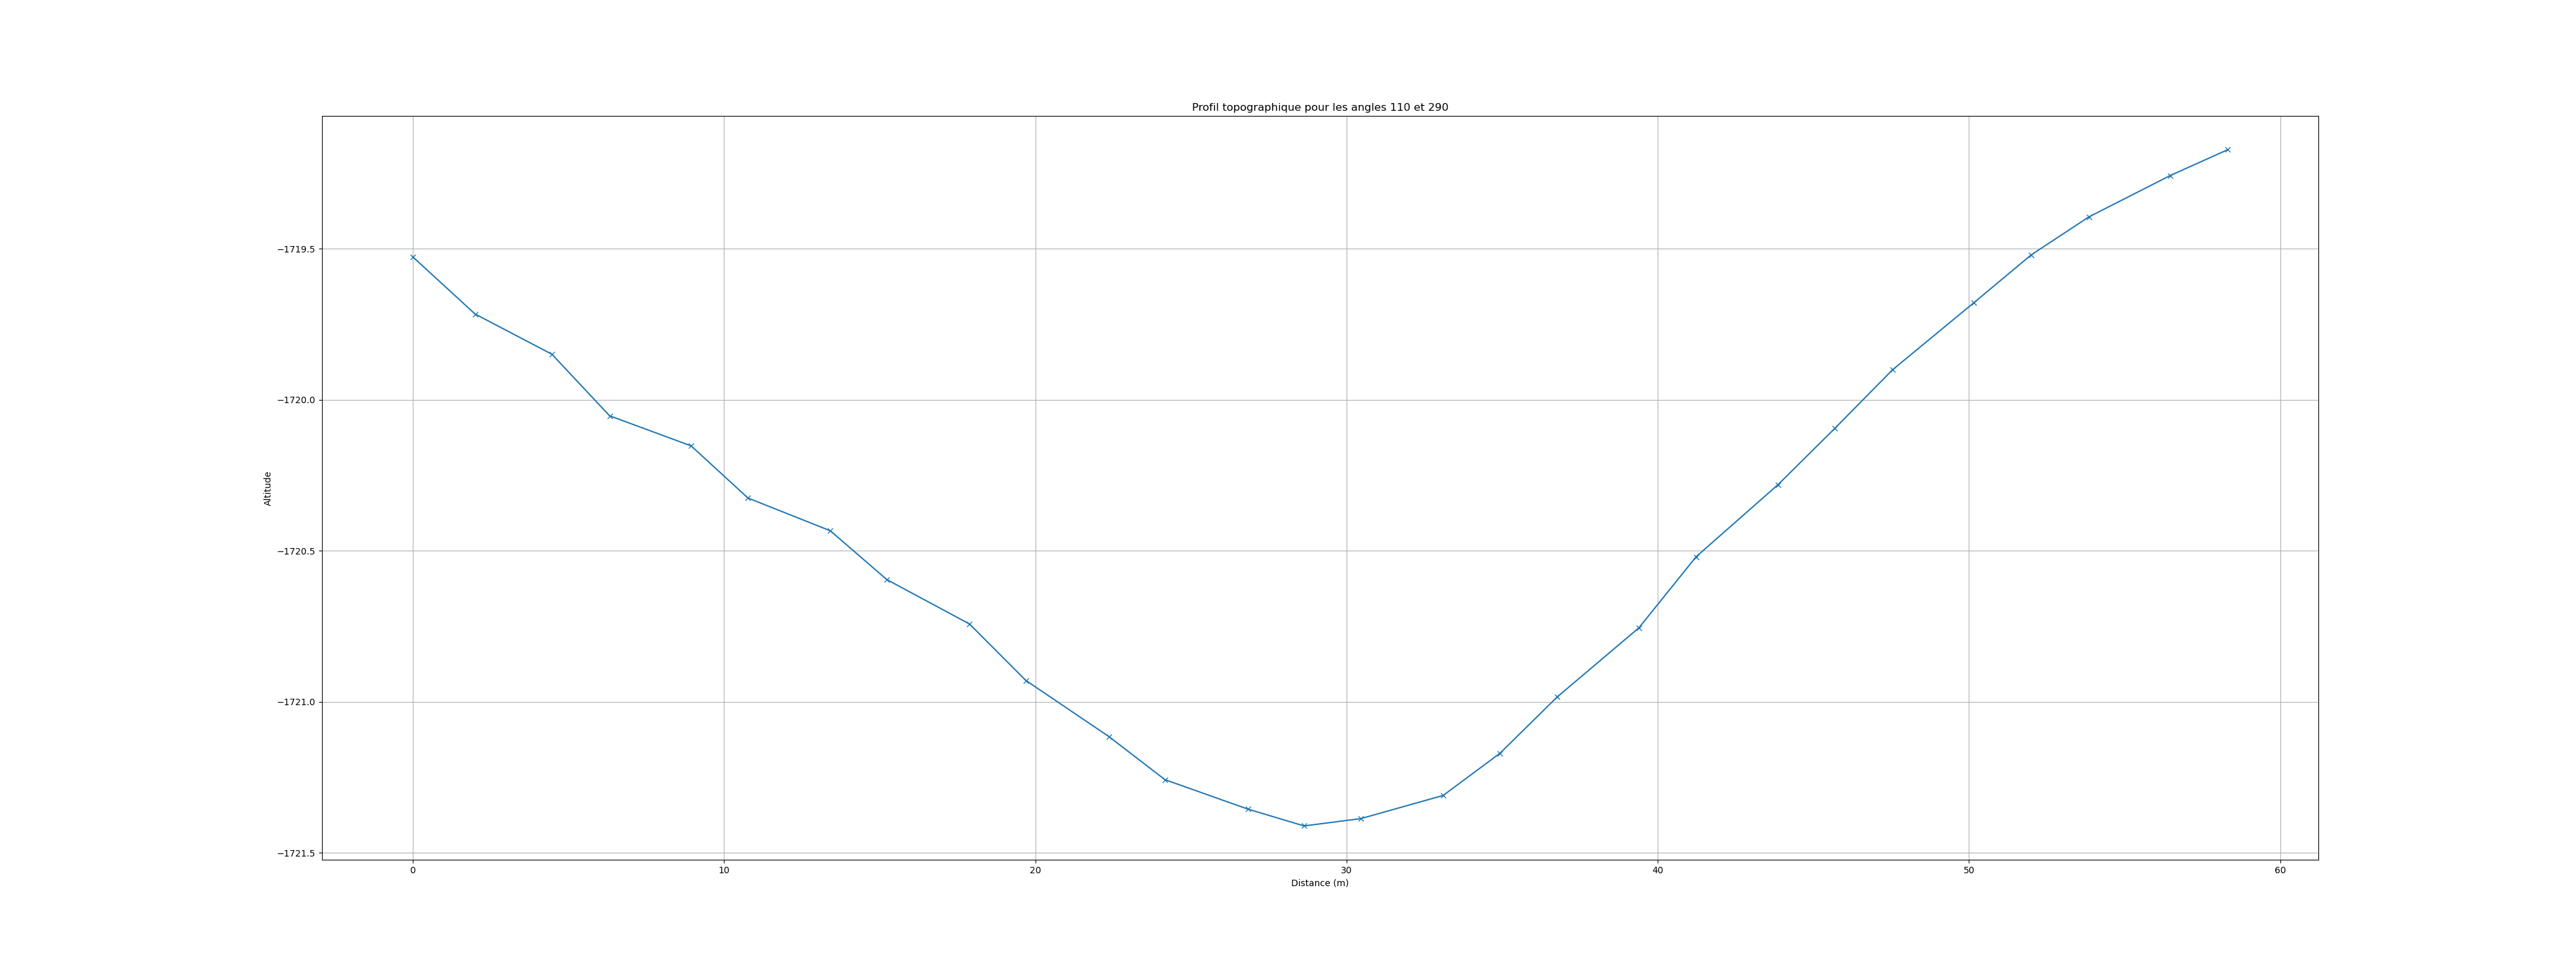 Profil topographique pour les angles 110 et 290
−1719.5
−1720.0
−1720.5
−1721.0
−1721.5
Altitude
0 10 20 30 40 50 60
Distance (m)